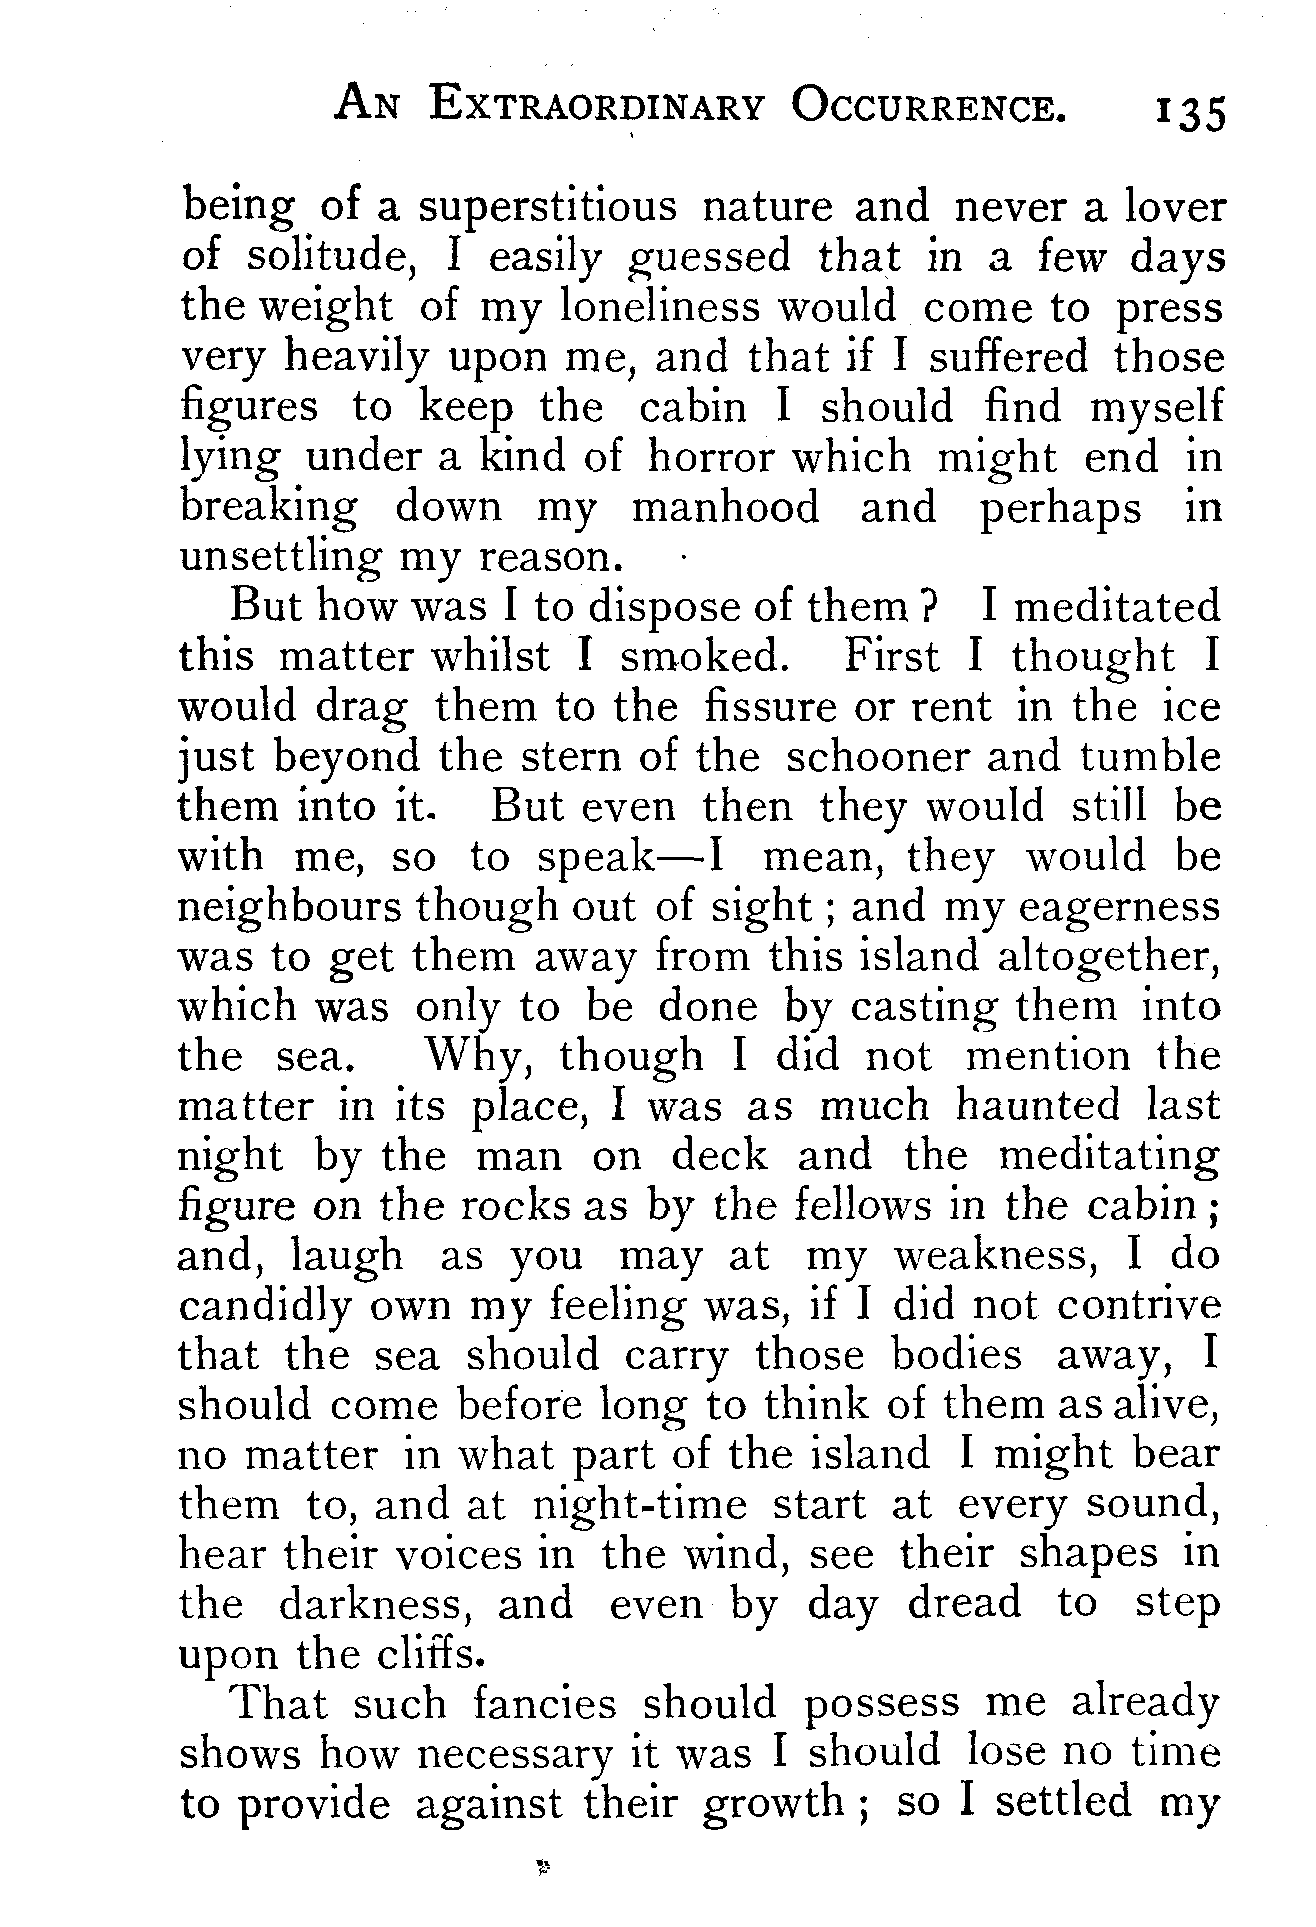 An Extraordinary Occurrence. 135
being of a superstitious nature and never a lover
of solitude, I easily guessed that in a few days
the weight of my loneliness would come to press
very heavily upon me, and that if I suffered those
figures to keep the cabin I should find myself
lying under a kind of horror which might end in
breaking down my manhood and perhaps in
unsettling my reason.
But how was I to dispose of them ? I meditated
this matter whilst I smoked. First I thought I
would drag them to the fissure or rent in the ice
just beyond the stern of the schooner and tumble
them into it. But even then they would still be
with me, so to speak—I mean, they would be
neighbours though out of sight ; and my eagerness
was to get them away from this island altogether,
which was only to be done by casting them into
the sea. Why, though I did not mention the
matter in its place, I was as much haunted last
night by the man on deck and the meditating
figure on the rocks as by the fellows in the cabin ;
and, laugh as you may at my weakness, I do
candidly own my feeling was, if I did not contrive
that the sea should carry those bodies away, I
should come before long to think of them as alive,
no matter in what part of the island I might bear
them to, and at night-time start at every sound,
hear their voices in the wind, see their shapes in
the darkness, and even by day dread to step
upon the cliffs.
That such fancies should possess me already
shows how necessary it was I should lose no time
to provide against their growth ; so I settled my